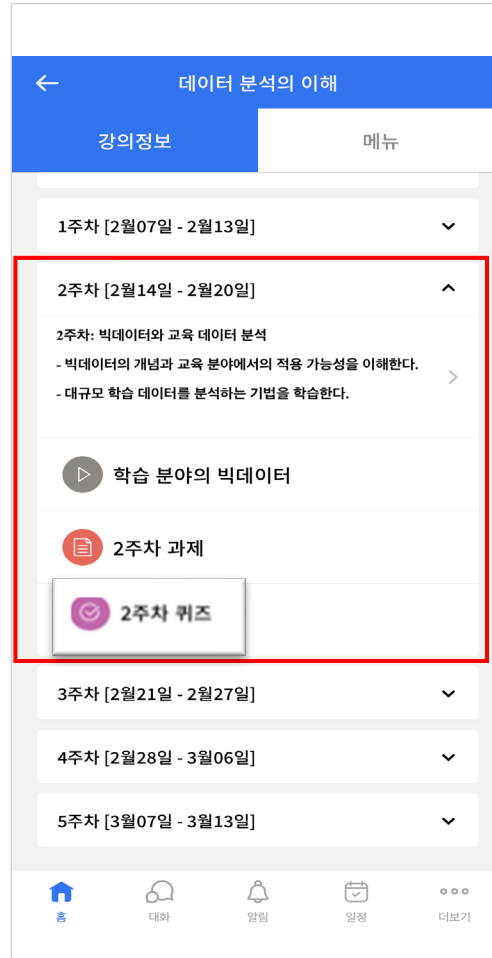 데이터 분석의 이해
강의정보
메뉴
1주차 [2월07일 - 2월13일]
2주차 [2월14일 - 2월20일]
2주차: 빅데이터와 교육 데이터 분석
- 빅데이터의 개념과 교육 분야에서의 적용 가능성을 이해한다.
- 대규모 학습 데이터를 분석하는 기법을 학습한다.
학습 분야의 빅데이터
2주차 과제
2주차 퀴즈
3주차 [2월21일 - 2월27일]
4주차 [2월28일 - 3월06일]
5주차 [3월07일 - 3월13일]
홈
대화
알림
일정
더보기